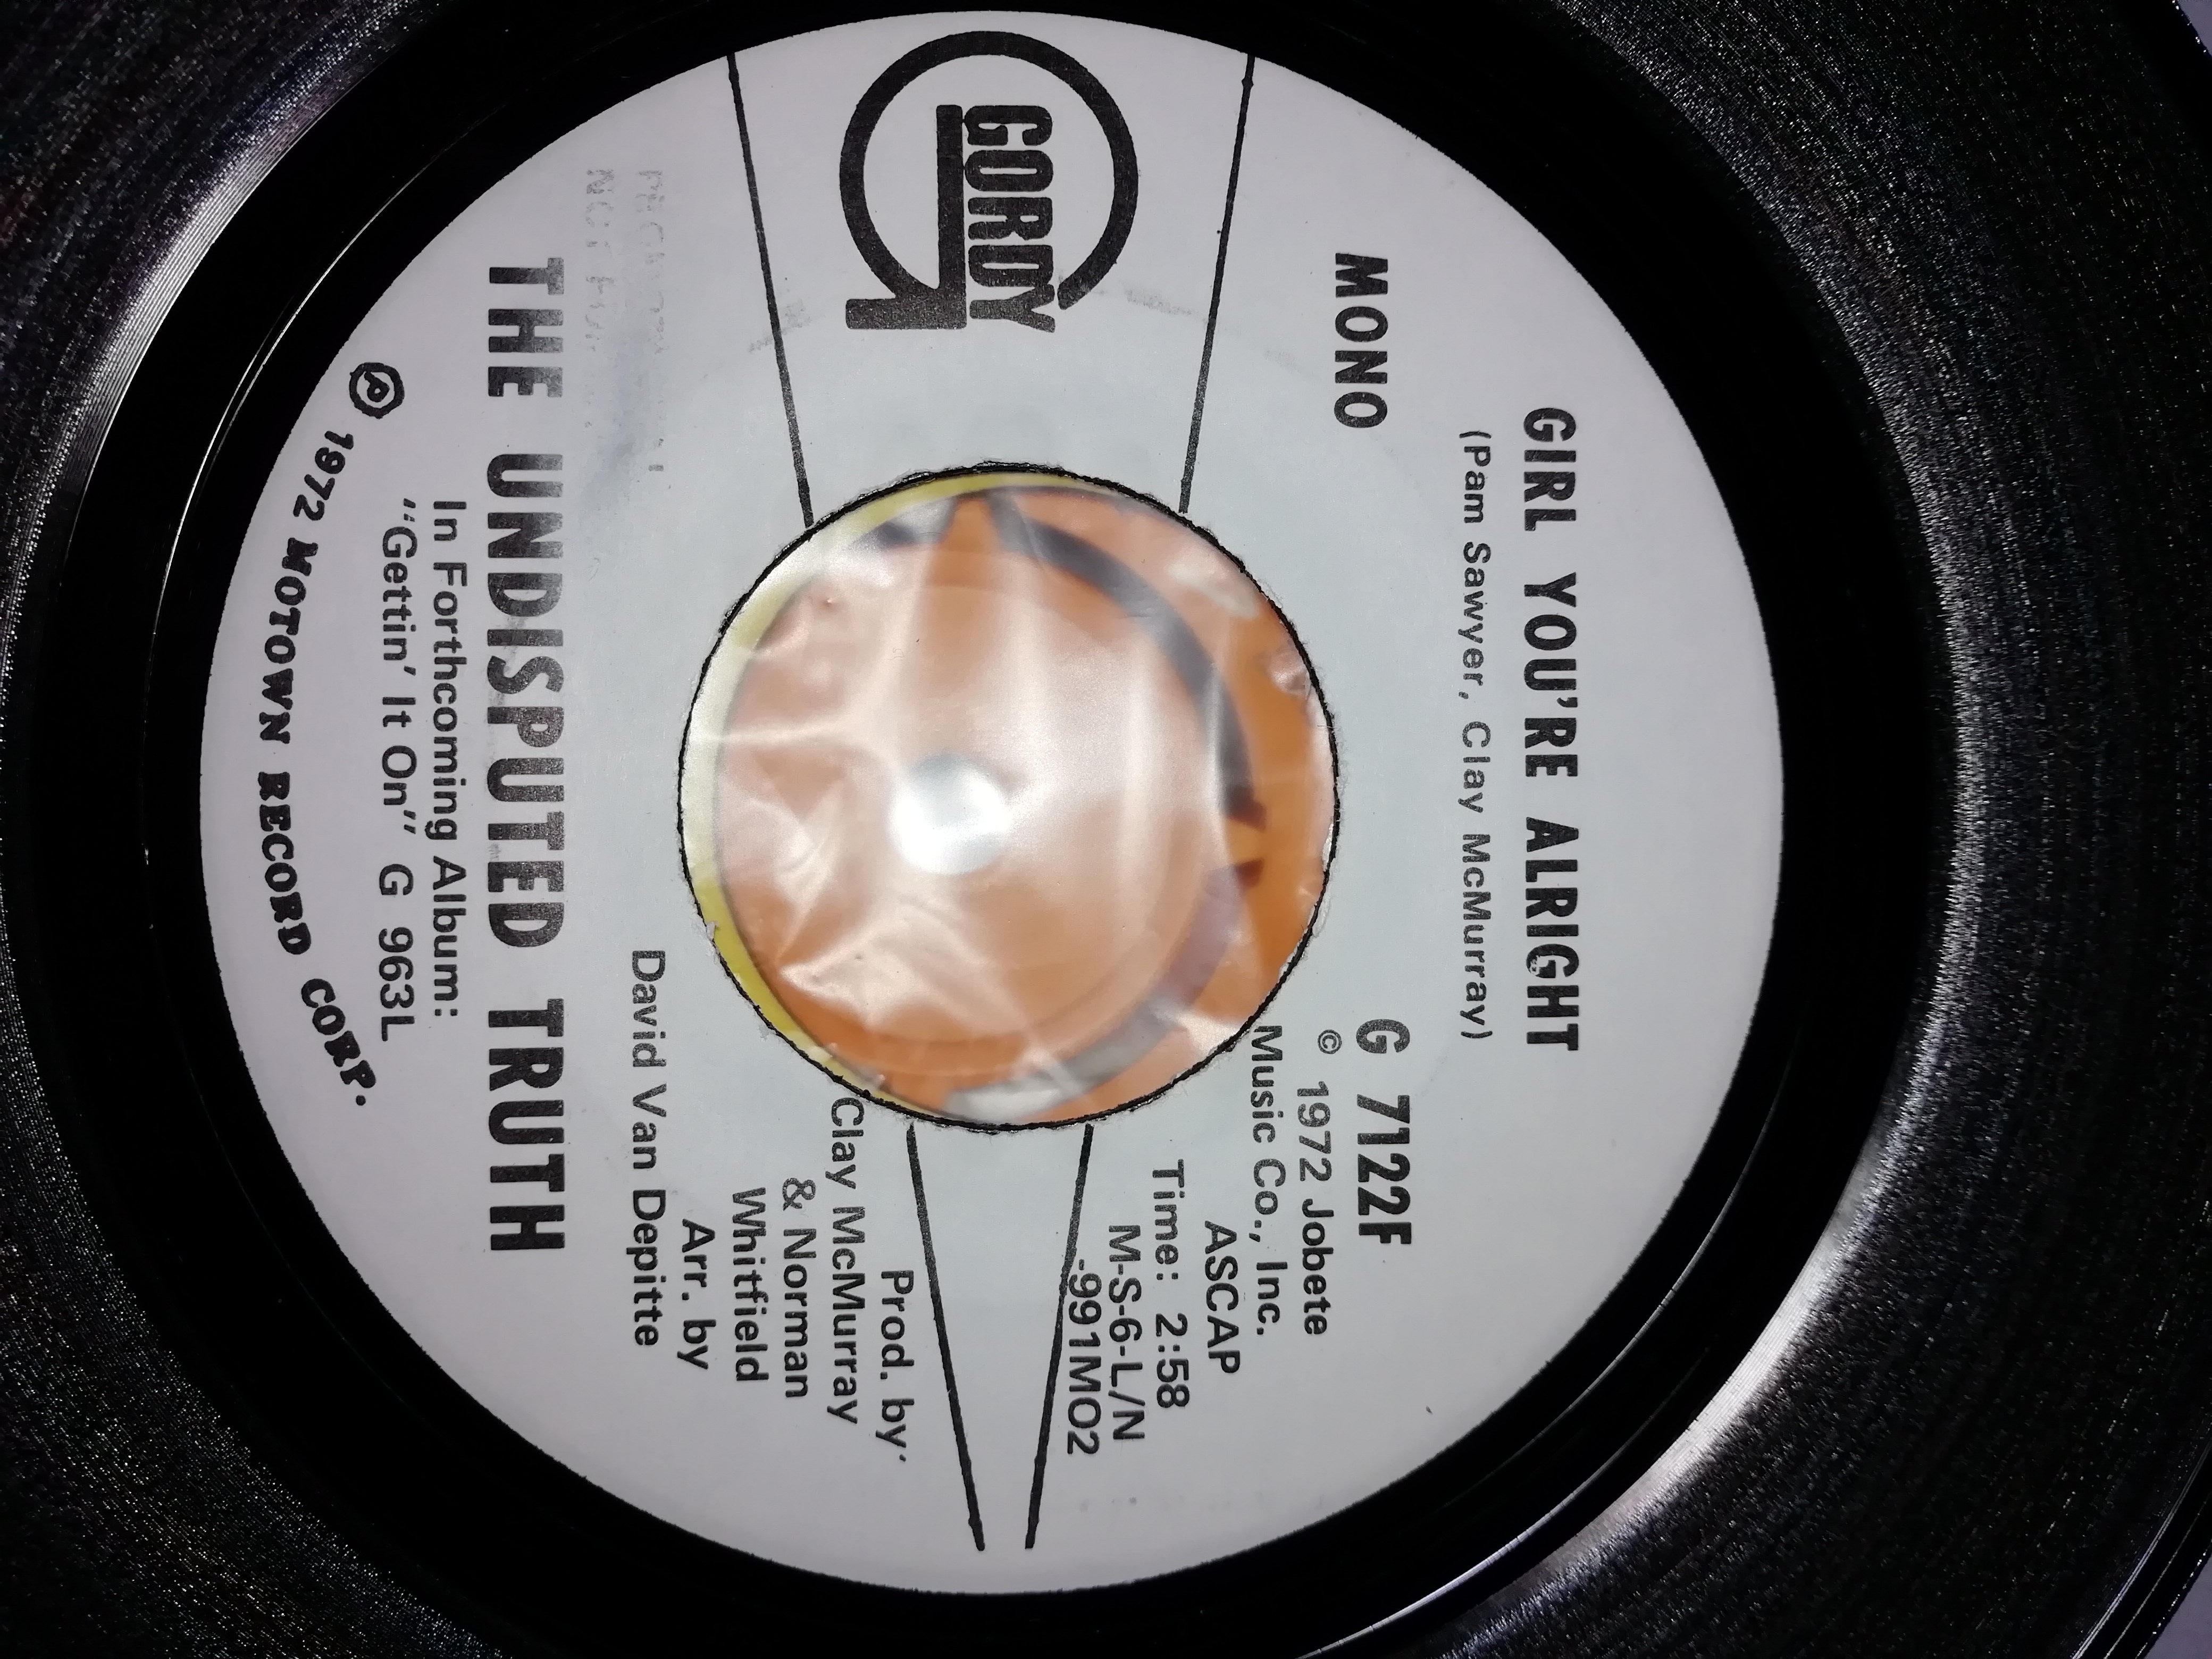 GIRL YOU'RE ALRIGHT
(Pam Sawyer, Clay McMurray)
MONO
G 7122F
© 1972 Jobete
Music Co., Inc.
ASCAP
Time: 2:58
M-S-6-L/N
-991MO2
GORDY
Prod. by
Clay McMurray
& Norman
Whitfield
Arr. by
David Van Depitte
NOT
THE UNDISPUTED TRUTH
In Forthcoming Album:
"Gettin' It On" G 963L
℗ 1972 MOTOWN RECORD CORP.